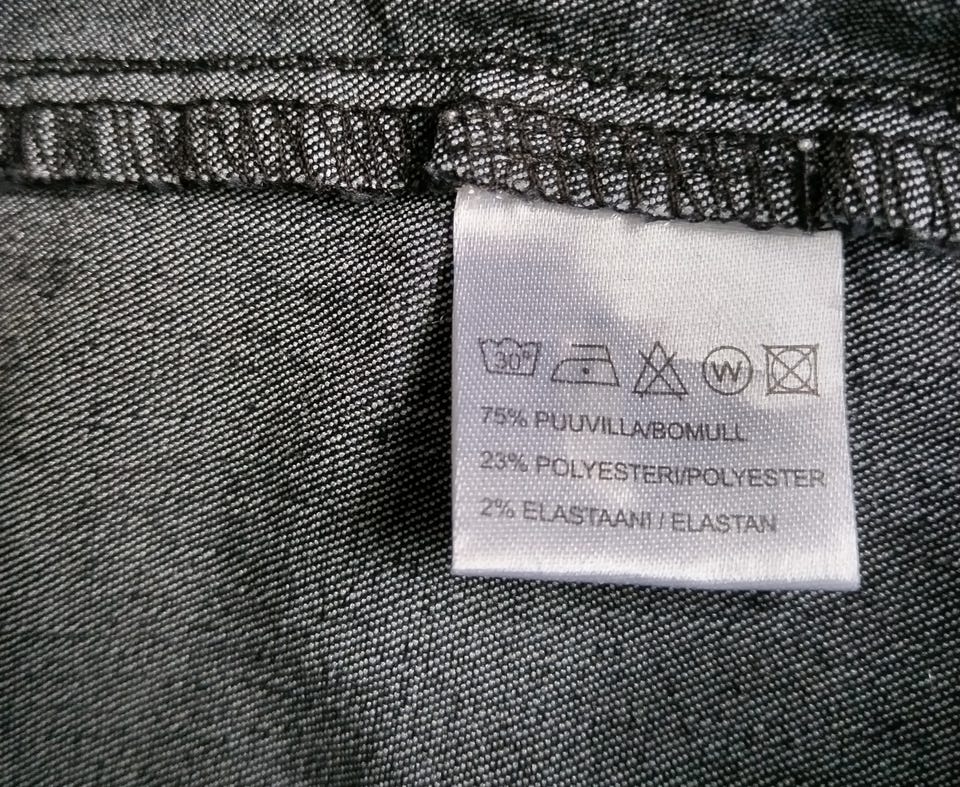 30° W
75% PUUVILLA/BOMULL
23% POLYESTERI/POLYESTER
2% ELASTAANI / ELASTAN